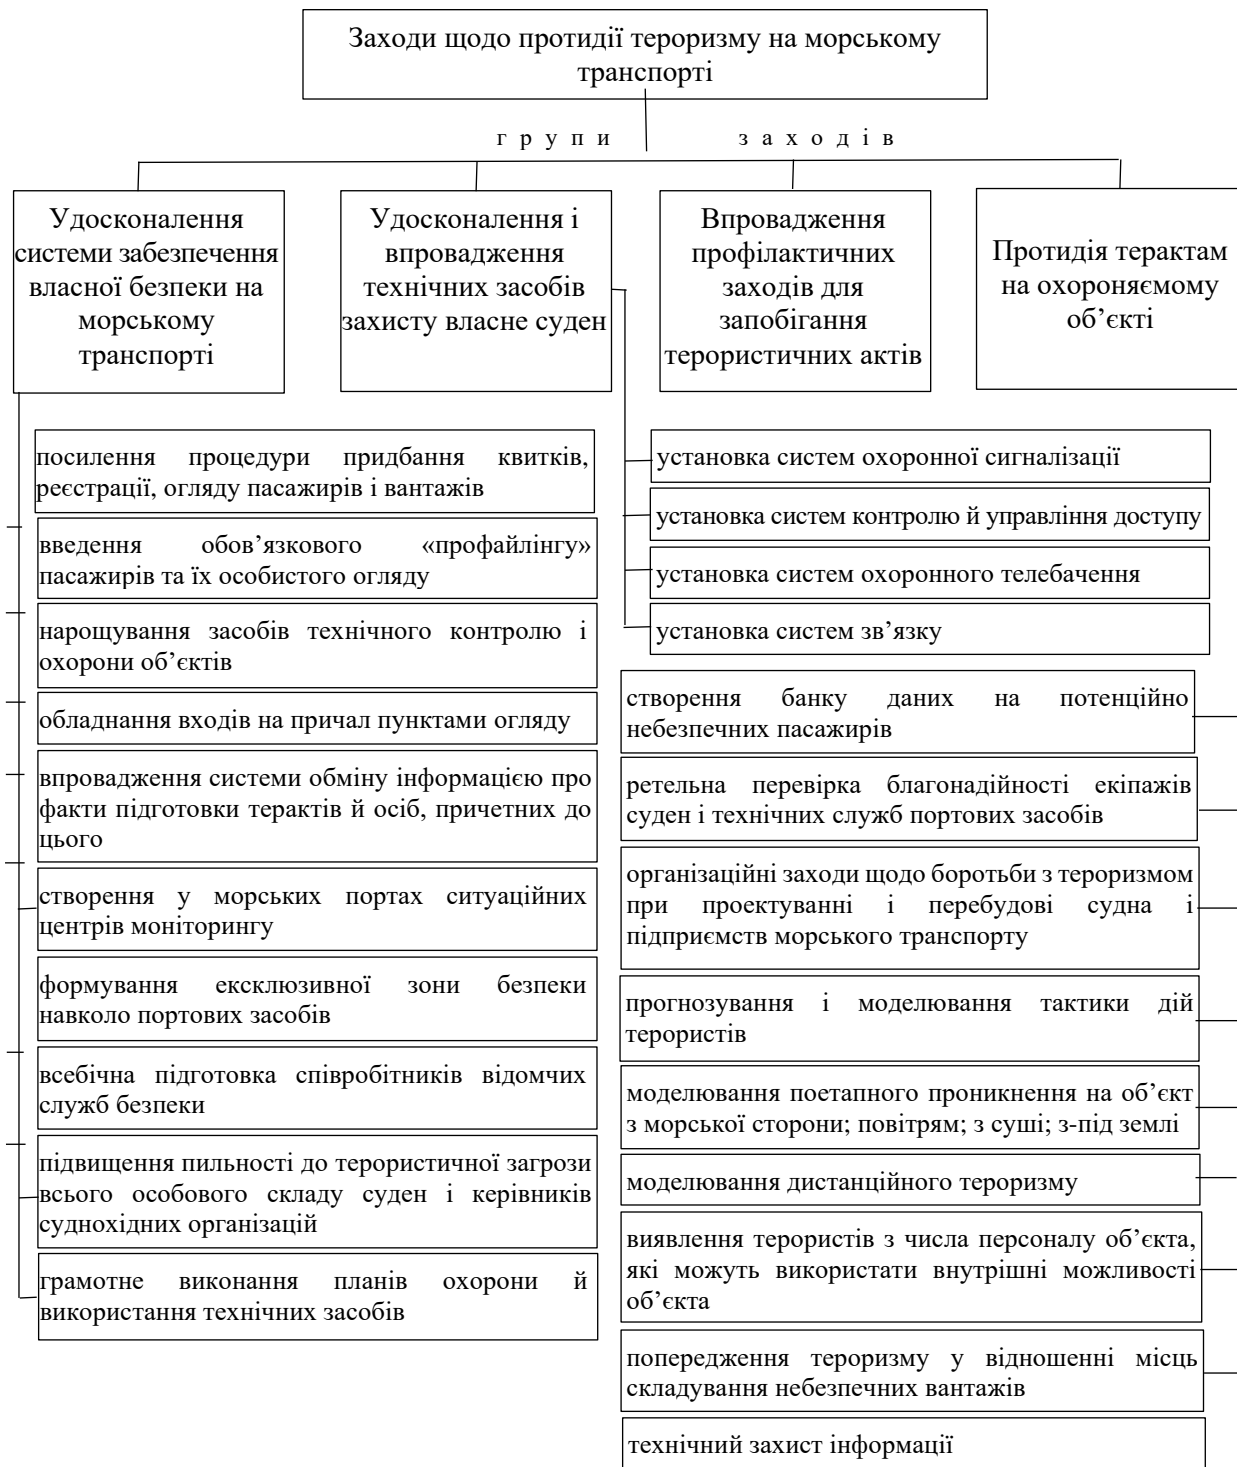 Заходи щодо протидії тероризму на морському
транспорті
групи заходів
Удосконалення
системи забезпечення
власної безпеки на
морському
транспорті
Удосконалення і
впровадження
технічних засобів
захисту власне суден
Впровадження
профілактичних
заходів для
запобігання
терористичних актів
Протидія терактам
на охороняємому
об’єкті
посилення процедури придбання квитків,
реєстрації, огляду пасажирів і вантажів
введення обов’язкового «профайлінгу»
пасажирів та їх особистого огляду
нарощування засобів технічного контролю і
охорони об’єктів
обладнання входів на причал пунктами огляду
впровадження системи обміну інформацією про
факти підготовки терактів й осіб, причетних до
цього
створення у морських портах ситуаційних
центрів моніторингу
формування ексклюзивної зони безпеки
навколо портових засобів
всебічна підготовка співробітників відомчих
служб безпеки
підвищення пильності до терористичної загрози
всього особового складу суден і керівників
суднохідних організацій
грамотне виконання планів охорони й
використання технічних засобів
установка систем охоронної сигналізації
установка систем контролю й управління доступу
установка систем охоронного телебачення
установка систем зв’язку
створення банку даних на потенційно
небезпечних пасажирів
ретельна перевірка благонадійності екіпажів
суден і технічних служб портових засобів
організаційні заходи щодо боротьби з тероризмом
при проектуванні і перебудові судна і
підприємств морського транспорту
прогнозування і моделювання тактики дій
терористів
моделювання поетапного проникнення на об’єкт
з морської сторони; повітрям; з суші; з-під землі
моделювання дистанційного тероризму
виявлення терористів з числа персоналу об’єкта,
які можуть використати внутрішні можливості
об’єкта
попередження тероризму у відношенні місць
складування небезпечних вантажів
технічний захист інформації